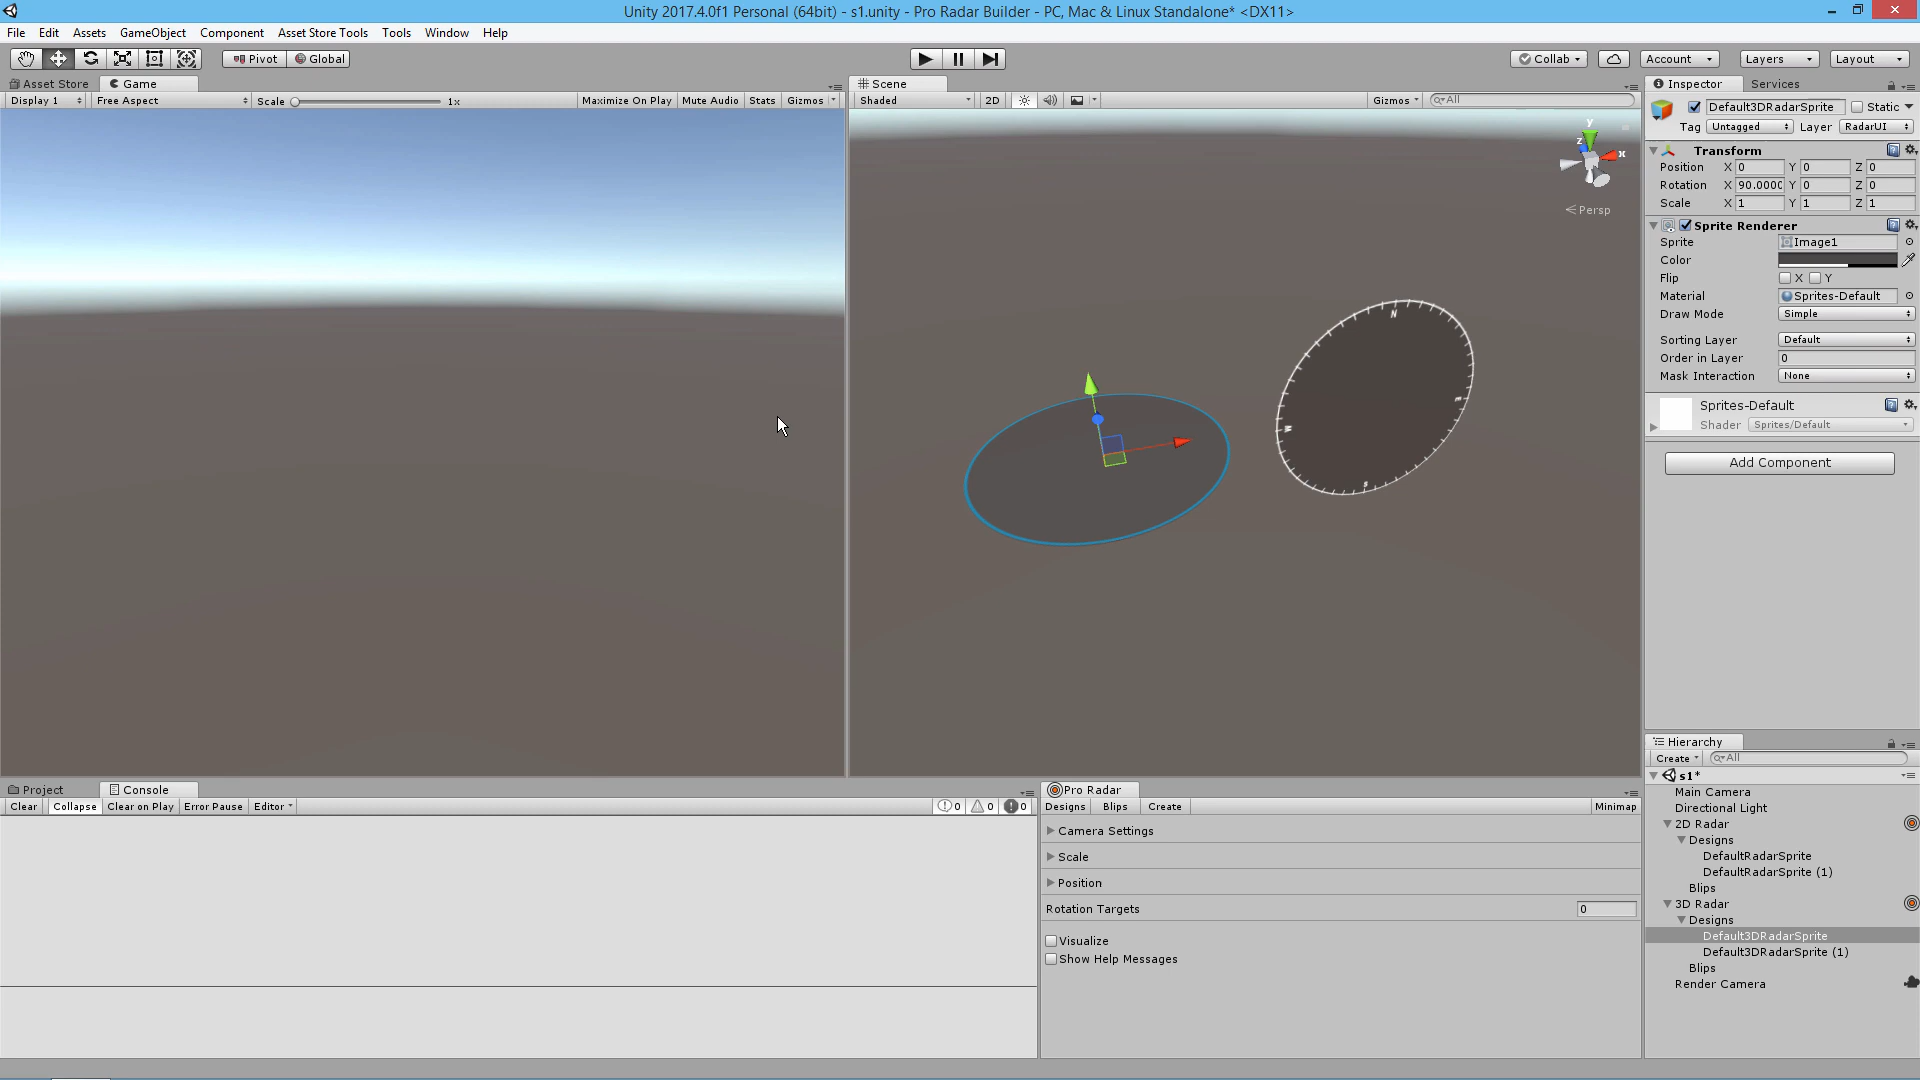 Unity 2017.4.0f1 Personal (64bit) - s1.unity - Pro Radar Builder - PC, Mac & Linux Standalone* <DX11>
File Edit Assets GameObject Component Asset Store Tools Tools Window Help
Pivot Global Collab Account Layers Layout
Asset Store Game
Display 1 Free Aspect Scale 1x Maximize On Play Mute Audio Stats Gizmos
Scene
Shaded 2D Gizmos All
y
z x
Persp
N
E
W
S
Inspector Services
Default3DRadarSprite Static
Tag Untagged Layer RadarUI
Transform
Position X 0 Y 0 Z 0
Rotation X 90.0000 Y 0 Z 0
Scale X 1 Y 1 Z 1
Sprite Renderer
Sprite Image1
Color
Flip X Y
Material Sprites-Default
Draw Mode Simple
Sorting Layer Default
Order in Layer 0
Mask Interaction None
Sprites-Default
Shader Sprites/Default
Add Component
Hierarchy
Create All
s1*
Main Camera
Directional Light
2D Radar
Designs
DefaultRadarSprite
DefaultRadarSprite (1)
Blips
3D Radar
Designs
Default3DRadarSprite
Default3DRadarSprite (1)
Blips
Render Camera
Project Console
Clear Collapse Clear on Play Error Pause Editor 0 0 0
Pro Radar
Designs Blips Create Minimap
Camera Settings
Scale
Position
Rotation Targets 0
Visualize
Show Help Messages